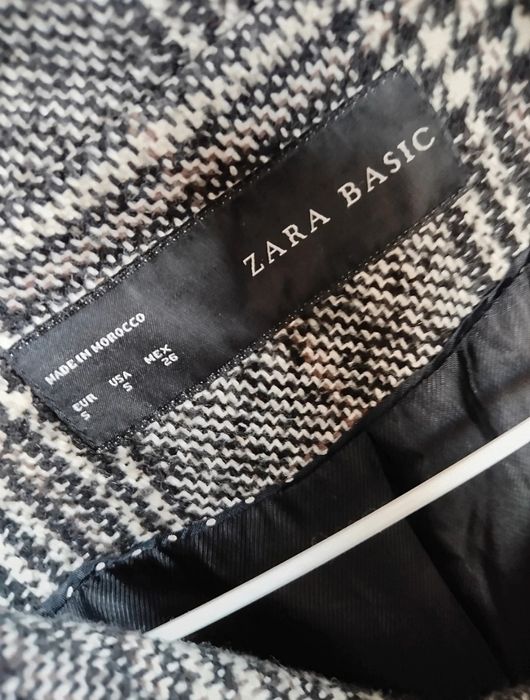 ZARA BASIC
MADE IN MOROCCO
EUR USA MEX
S S 26